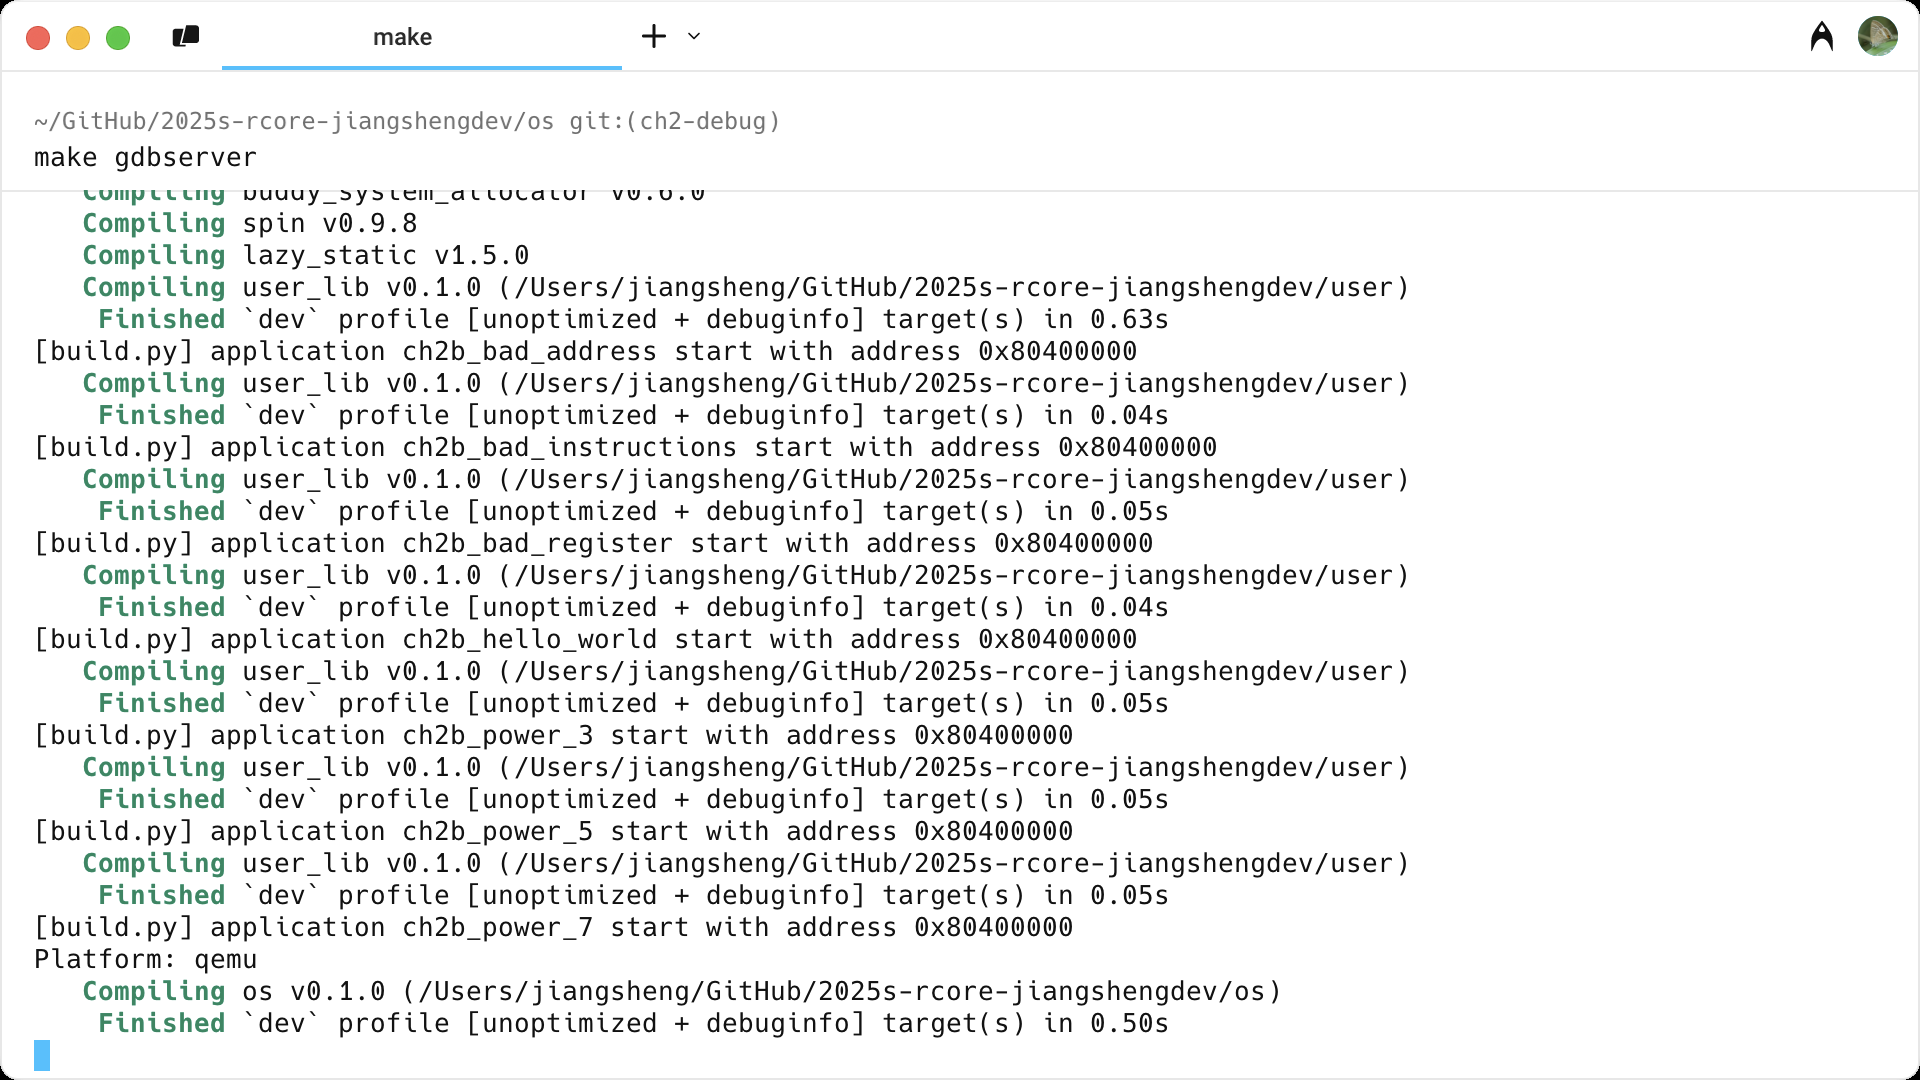 make
~/GitHub/2025s-rcore-jiangshengdev/os git:(ch2-debug)
make gdbserver
Compiling buddy_system_allocator v0.6.0
Compiling spin v0.9.8
Compiling lazy_static v1.5.0
Compiling user_lib v0.1.0 (/Users/jiangsheng/GitHub/2025s-rcore-jiangshengdev/user)
Finished `dev` profile [unoptimized + debuginfo] target(s) in 0.63s
[build.py] application ch2b_bad_address start with address 0x80400000
Compiling user_lib v0.1.0 (/Users/jiangsheng/GitHub/2025s-rcore-jiangshengdev/user)
Finished `dev` profile [unoptimized + debuginfo] target(s) in 0.04s
[build.py] application ch2b_bad_instructions start with address 0x80400000
Compiling user_lib v0.1.0 (/Users/jiangsheng/GitHub/2025s-rcore-jiangshengdev/user)
Finished `dev` profile [unoptimized + debuginfo] target(s) in 0.05s
[build.py] application ch2b_bad_register start with address 0x80400000
Compiling user_lib v0.1.0 (/Users/jiangsheng/GitHub/2025s-rcore-jiangshengdev/user)
Finished `dev` profile [unoptimized + debuginfo] target(s) in 0.04s
[build.py] application ch2b_hello_world start with address 0x80400000
Compiling user_lib v0.1.0 (/Users/jiangsheng/GitHub/2025s-rcore-jiangshengdev/user)
Finished `dev` profile [unoptimized + debuginfo] target(s) in 0.05s
[build.py] application ch2b_power_3 start with address 0x80400000
Compiling user_lib v0.1.0 (/Users/jiangsheng/GitHub/2025s-rcore-jiangshengdev/user)
Finished `dev` profile [unoptimized + debuginfo] target(s) in 0.05s
[build.py] application ch2b_power_5 start with address 0x80400000
Compiling user_lib v0.1.0 (/Users/jiangsheng/GitHub/2025s-rcore-jiangshengdev/user)
Finished `dev` profile [unoptimized + debuginfo] target(s) in 0.05s
[build.py] application ch2b_power_7 start with address 0x80400000
Platform: qemu
Compiling os v0.1.0 (/Users/jiangsheng/GitHub/2025s-rcore-jiangshengdev/os)
Finished `dev` profile [unoptimized + debuginfo] target(s) in 0.50s